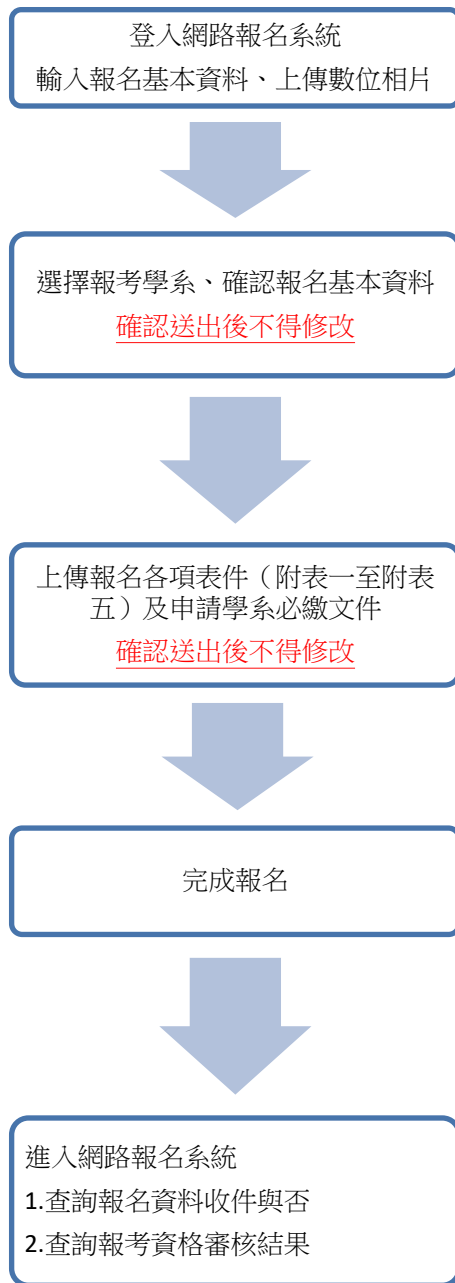 登入網路報名系統
輸入報名基本資料、上傳數位相片
選擇報考學系、確認報名基本資料
確認送出後不得修改
上傳報名各項表件（附表一至附表
五）及申請學系必繳文件
確認送出後不得修改
完成報名
進入網路報名系統
1.查詢報名資料收件與否
2.查詢報考資格審核結果